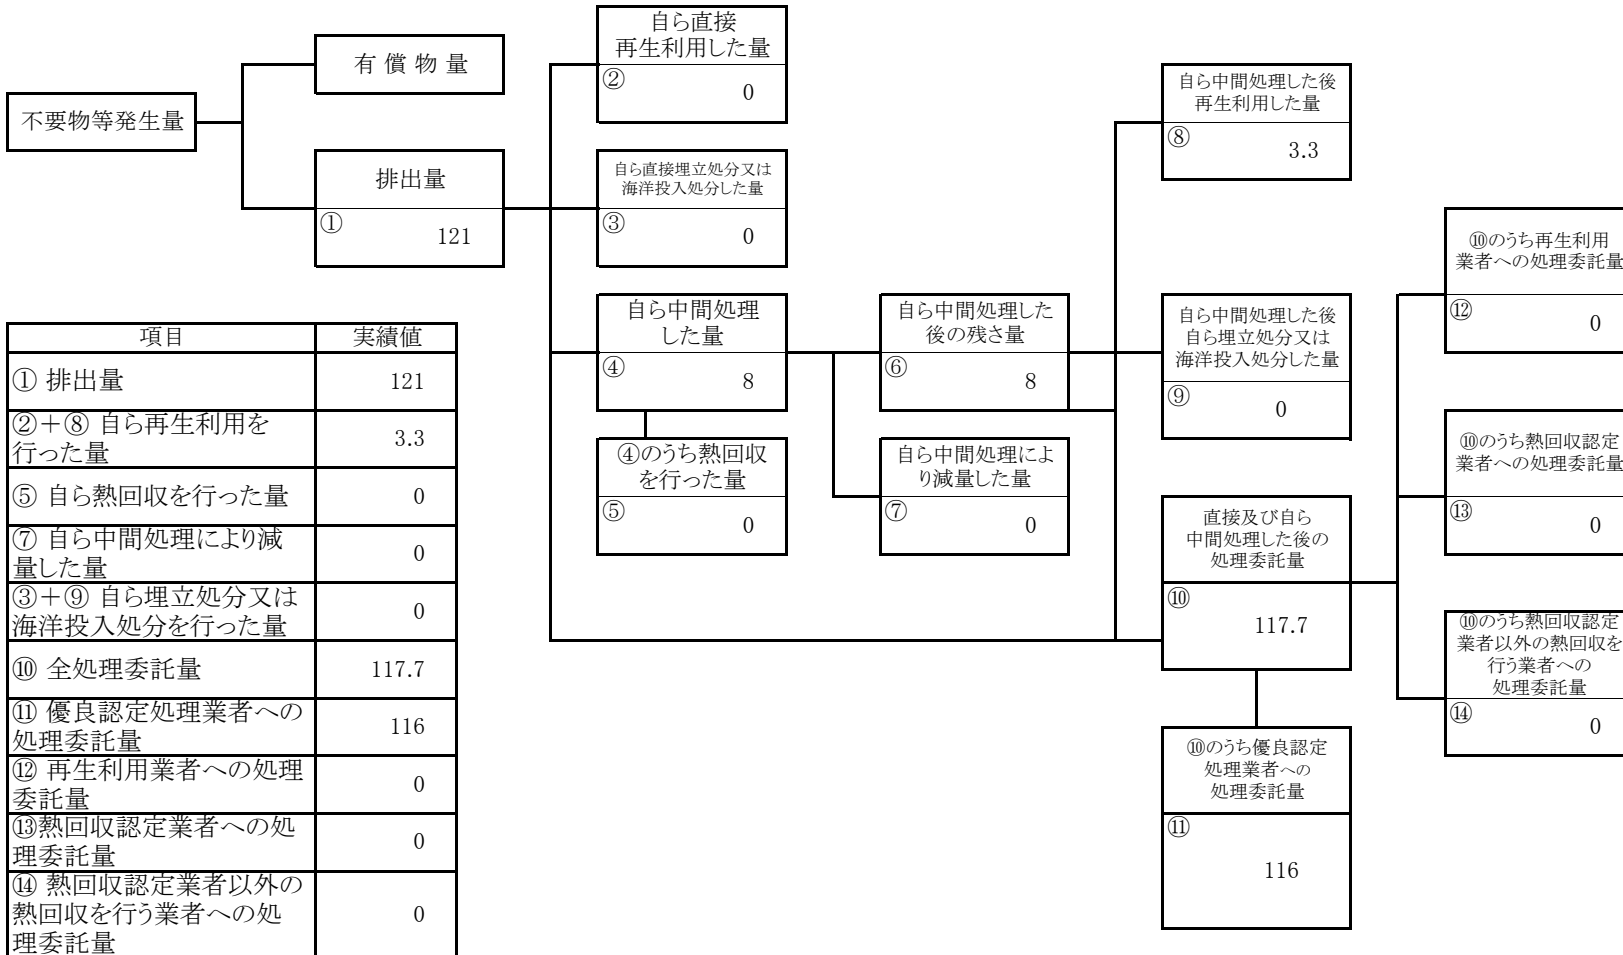 不要物等発生量
有 償 物 量
排出量
①
121
自ら直接
再生利用した量
②
0
自ら直接埋立処分又は
海洋投入処分した量
③
0
自ら中間処理
した量
④
8
④のうち熱回収
を行った量
⑤
0
自ら中間処理した
後の残さ量
⑥
8
自ら中間処理によ
り減量した量
⑦
0
自ら中間処理した後
再生利用した量
⑧
3.3
自ら中間処理した後
自ら埋立処分又は
海洋投入処分した量
⑨
0
直接及び自ら
中間処理した後の
処理委託量
⑩
117.7
⑩のうち優良認定
処理業者への
処理委託量
⑪
116
⑩のうち再生利用
業者への処理委託量
⑫
0
⑩のうち熱回収認定
業者への処理委託量
⑬
0
⑩のうち熱回収認定
業者以外の熱回収を
行う業者への
処理委託量
⑭
0
項目 実績値
① 排出量 121
②＋⑧ 自ら再生利用を
行った量 3.3
⑤ 自ら熱回収を行った量 0
⑦ 自ら中間処理により減
量した量 0
③＋⑨ 自ら埋立処分又は
海洋投入処分を行った量 0
⑩ 全処理委託量 117.7
⑪ 優良認定処理業者への
処理委託量 116
⑫ 再生利用業者への処理
委託量 0
⑬熱回収認定業者への処
理委託量 0
⑭ 熱回収認定業者以外の
熱回収を行う業者への処
理委託量 0